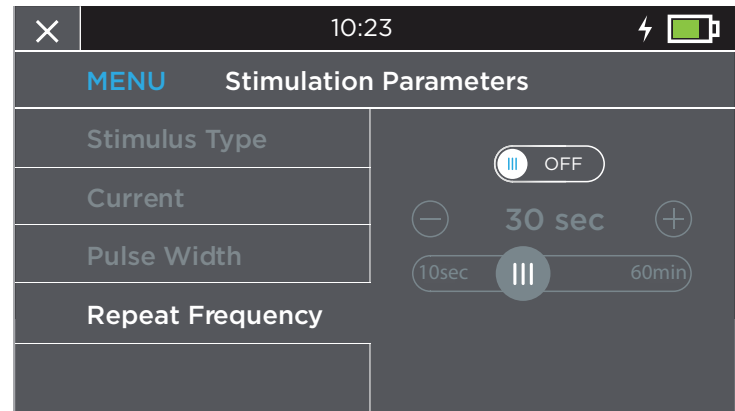 10:23
MENU Stimulation Parameters
Stimulus Type
OFF
Current
30 sec
Pulse Width
10sec 60min
Repeat Frequency